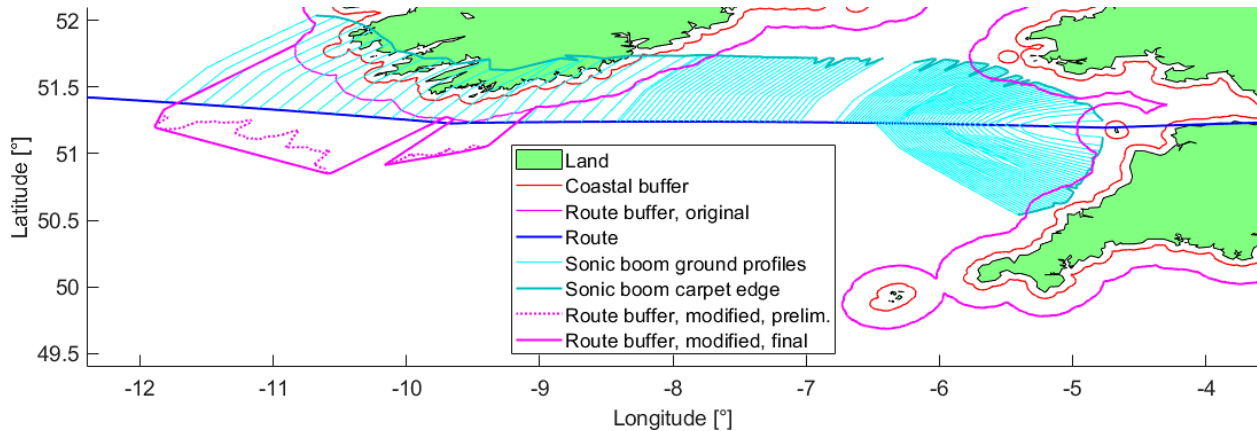 52
51.5
51
50.5
50
49.5
Latitude [°]
Land
Coastal buffer
Route buffer, original
Route
Sonic boom ground profiles
Sonic boom carpet edge
Route buffer, modified, prelim.
Route buffer, modified, final
-12 -11 -10 -9 -8 -7 -6 -5 -4
Longitude [°]